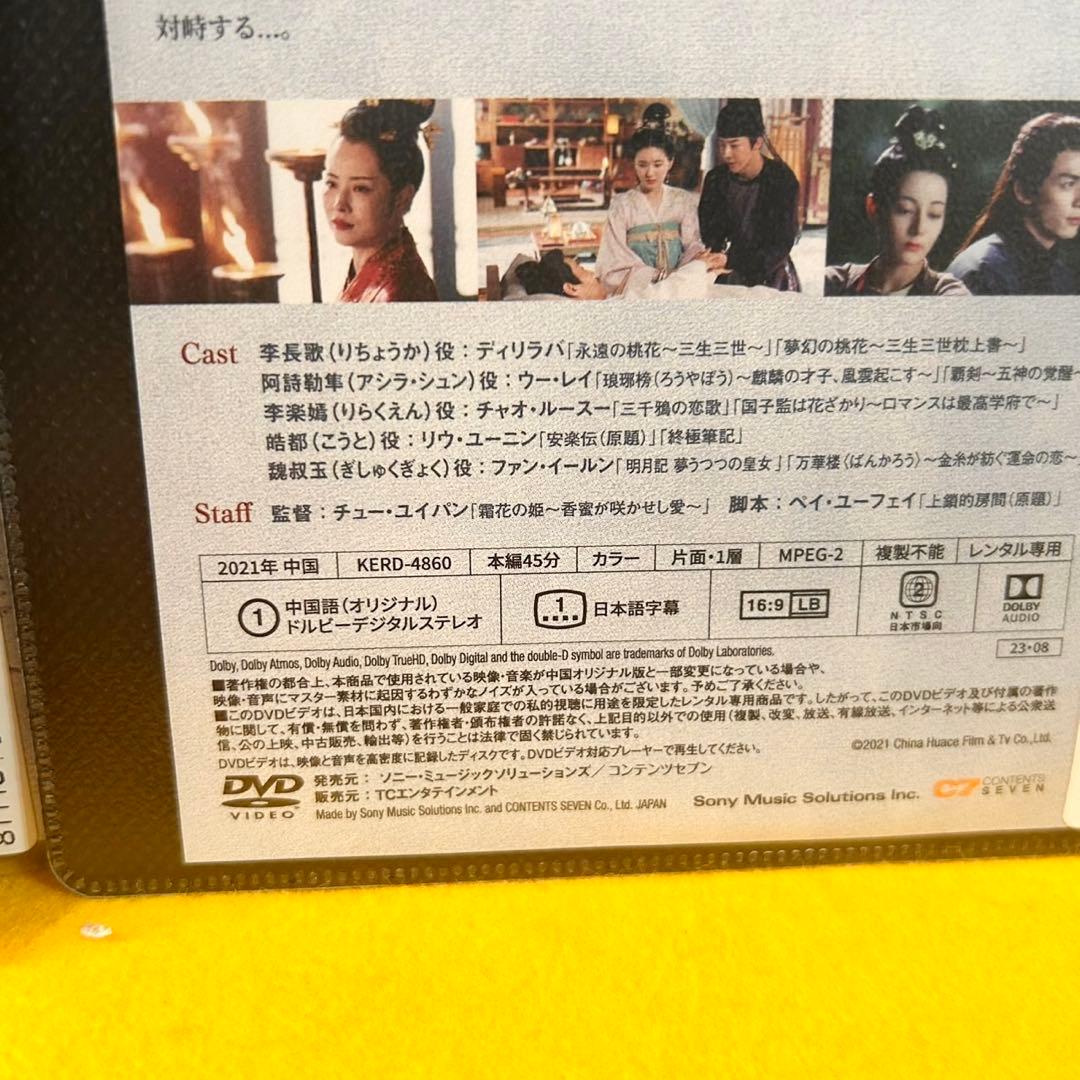 対峙する…。
Cast 李長歌（りちょうか）役：ディリラバ「永遠の桃花～三生三世～」「夢幻の桃花～三生三世枕上書～」
阿詩勒隼（アシラ・シュン）役：ウー・レイ「琅琊榜（ろうやぼう）～麒麟の才子、風雲起こす～」「覇剣～五神の覚醒～
李楽嫣（りらくえん）役：チャオ・ルースー「三千鴉の恋歌」「国子監は花ざかり～ロマンスは最高学府で～」
皓都（こうと）役：リウ・ユーニン「安楽伝（原題）」「終極筆記」
魏叔玉（ぎしゅくぎょく）役：ファン・イールン「明月記 夢うつつの皇女」「万華楼〈ばんかろう〉～金糸が紡ぐ運命の恋～
Staff 監督：チュー・ユイパン「霜花の姫～香蜜が咲かせし愛～」 脚本：ペイ・ユーフェイ「上鎖的房間（原題）」
2021年 中国 KERD-4860 本編45分 カラー 片面・1層 MPEG-2 複製不能 レンタル専用
1 中国語（オリジナル）
ドルビーデジタルステレオ
1 日本語字幕
16:9 LB
2 NTSC
日本市場向
DOLBY
AUDIO
23・08
Dolby, Dolby Atmos, Dolby Audio, Dolby TrueHD, Dolby Digital and the double-D symbol are trademarks of Dolby Laboratories.
■著作権の都合上、本商品で使用されている映像・音楽が中国オリジナル版と一部変更になっている場合や、
映像・音声にマスター素材に起因するわずかなノイズが入っている場合がございます。予めご了承ください。
■このDVDビデオは、日本国内における一般家庭での私的視聴に用途を限定したレンタル専用商品です。したがって、このDVDビデオ及び付属の著作
物に関して、有償・無償を問わず、著作権者・頒布権者の許諾なく、上記目的以外での使用（複製、改変、放送、有線放送、インターネット等による公衆送
信、公の上映、中古販売、輸出等）を行うことは法律で固く禁じられています。
DVDビデオは、映像と音声を高密度に記録したディスクです。DVDビデオ対応プレーヤーで再生してください。
©2021 China Huace Film & Tv Co., Ltd.
DVD
VIDEO
発売元：ソニー・ミュージックソリューションズ／コンテンツセブン
販売元：TCエンタテインメント
Made by Sony Music Solutions Inc. and CONTENTS SEVEN Co., Ltd. JAPAN
Sony Music Solutions Inc.
C7 CONTENTS
SEVEN